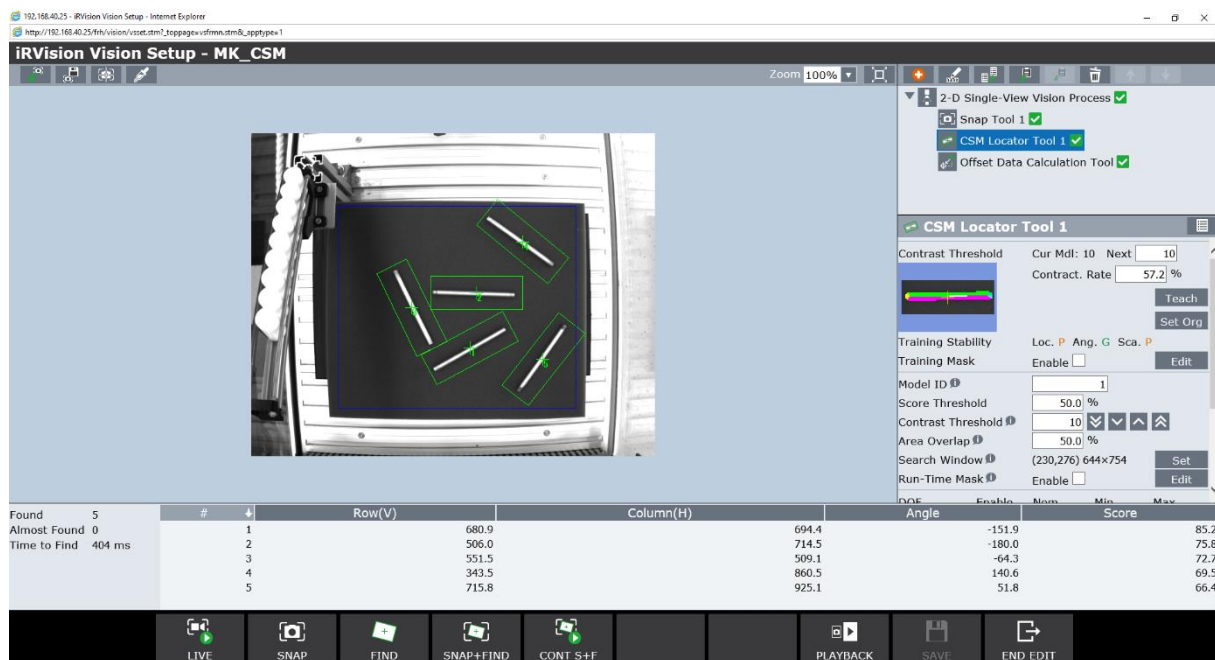 192.168.40.25 - iRVision Vision Setup - Internet Explorer
http://192.168.40.25/frh/vision/vsset.stm?_toppage=vsfrmn.stm&_apptype=1
iRVision Vision Setup - MK_CSM
Zoom 100%
2-D Single-View Vision Process
Snap Tool 1
CSM Locator Tool 1
Offset Data Calculation Tool
CSM Locator Tool 1
Contrast Threshold Cur Mdl: 10 Next 10
Contract. Rate 57.2 %
Teach
Set Org
Training Stability Loc. P Ang. G Sca. P
Training Mask Enable Edit
Model ID 1
Score Threshold 50.0 %
Contrast Threshold 10
Area Overlap 50.0 %
Search Window (230,276) 644×754 Set
Run-Time Mask Enable Edit
DOF Enable Nom Min Max
Found 5
Almost Found 0
Time to Find 404 ms
# Row(V) Column(H) Angle Score
1 680.9 694.4 -151.9 85.2
2 506.0 714.5 -180.0 75.8
3 551.5 509.1 -64.3 72.7
4 343.5 860.5 140.6 69.5
5 715.8 925.1 51.8 66.4
LIVE SNAP FIND SNAP+FIND CONT S+F PLAYBACK SAVE END EDIT